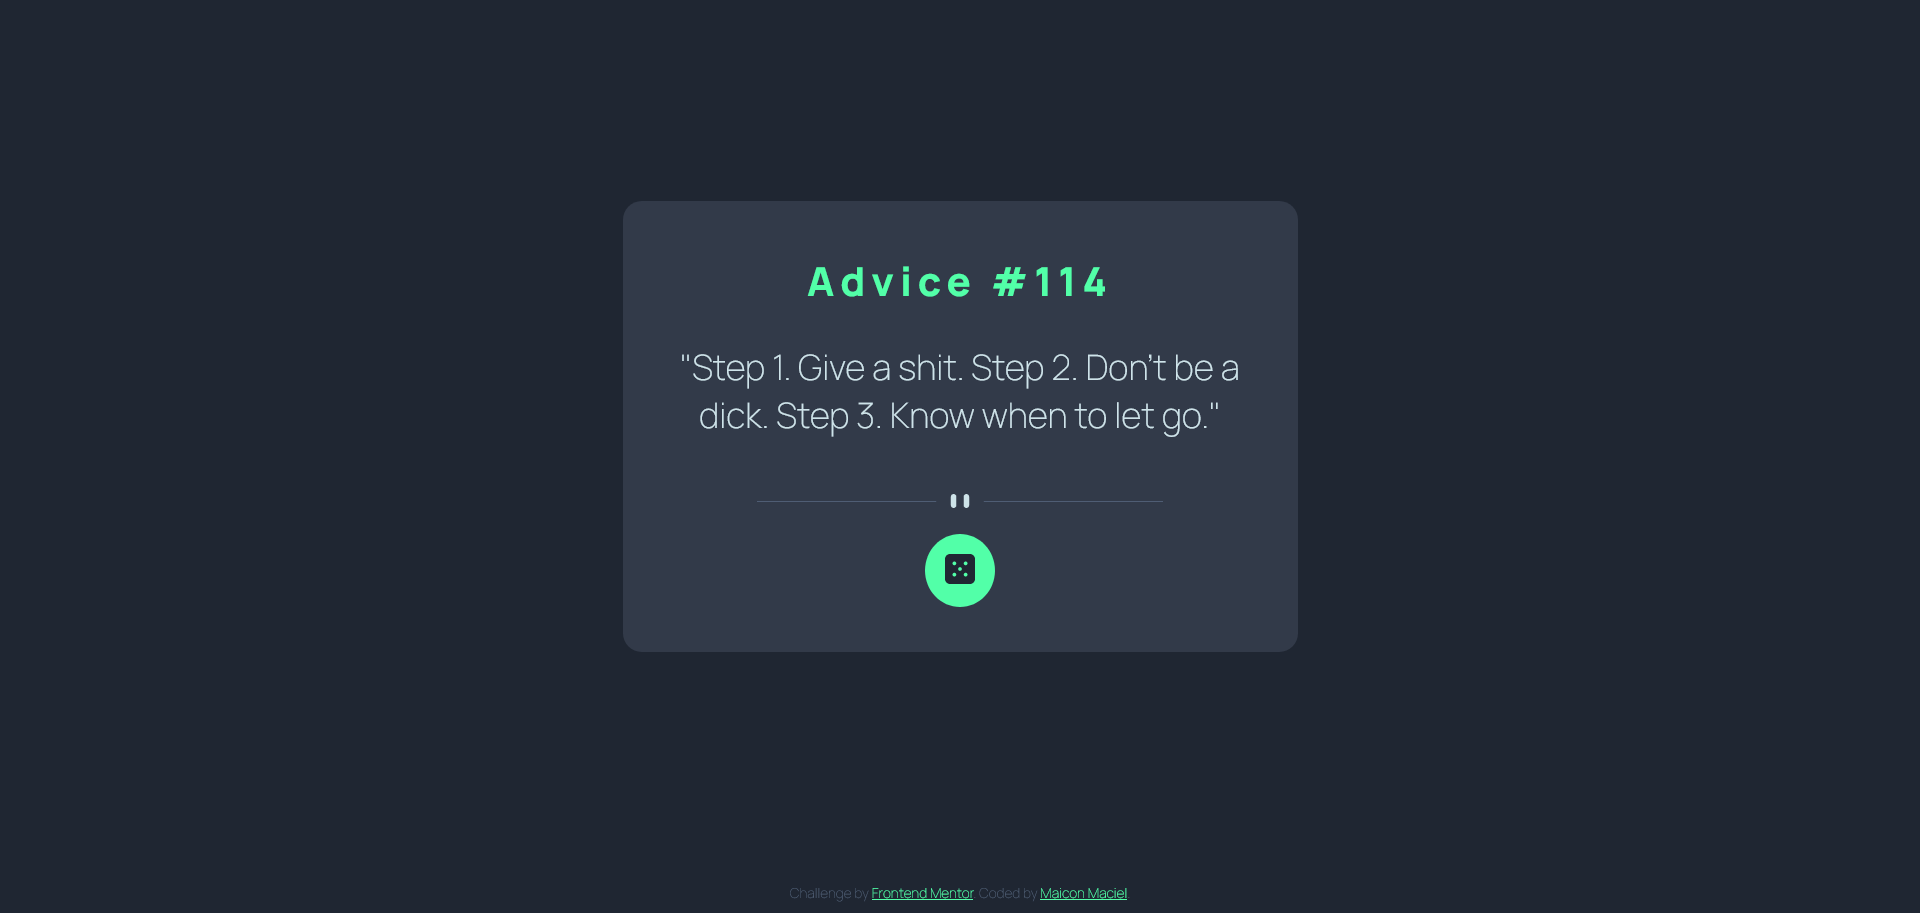 Advice #114
"Step 1. Give a shit. Step 2. Don't be a
dick. Step 3. Know when to let go."
Challenge by Frontend Mentor. Coded by Maicon Maciel.